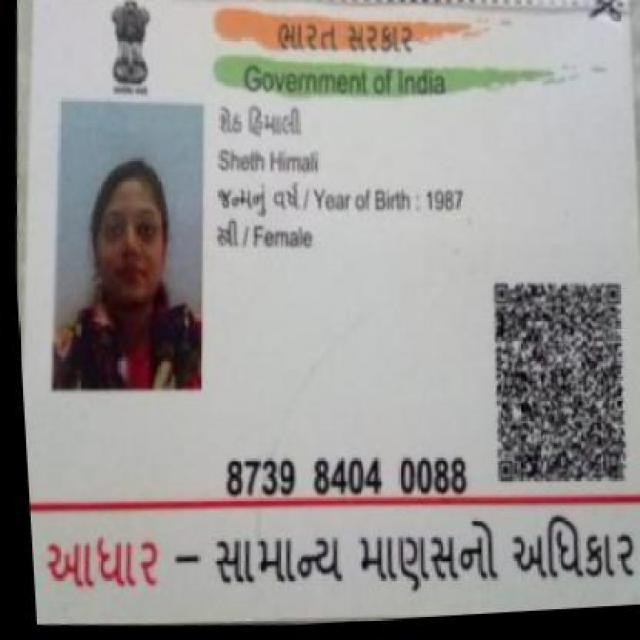 ભારત સરકાર
Government of India
શેઠ હિમાલી
Sheth Himali
જન્મનું વર્ષ / Year of Birth : 1987
સ્ત્રી / Female
8739 8404 0088
આધાર – સામાન્ય માણસનો અધિકાર